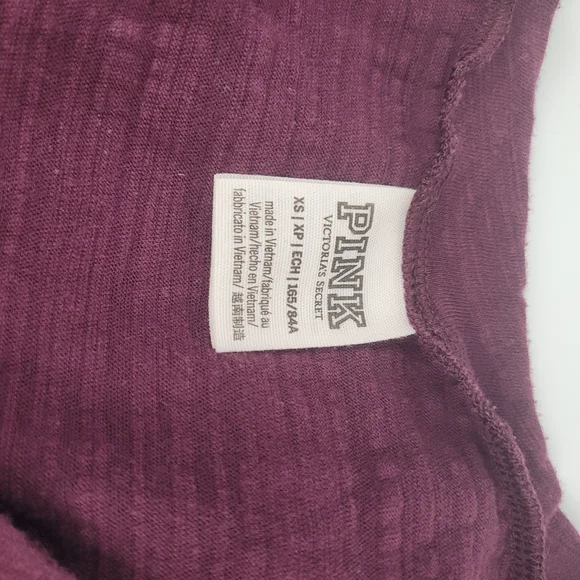 PINK
VICTORIA'S SECRET
XS | XP | ECH | 165/84A
made in Vietnam/fabriqué au
Vietnam/hecho en Vietnam/
fabbricato in Vietnam/ 越南制造